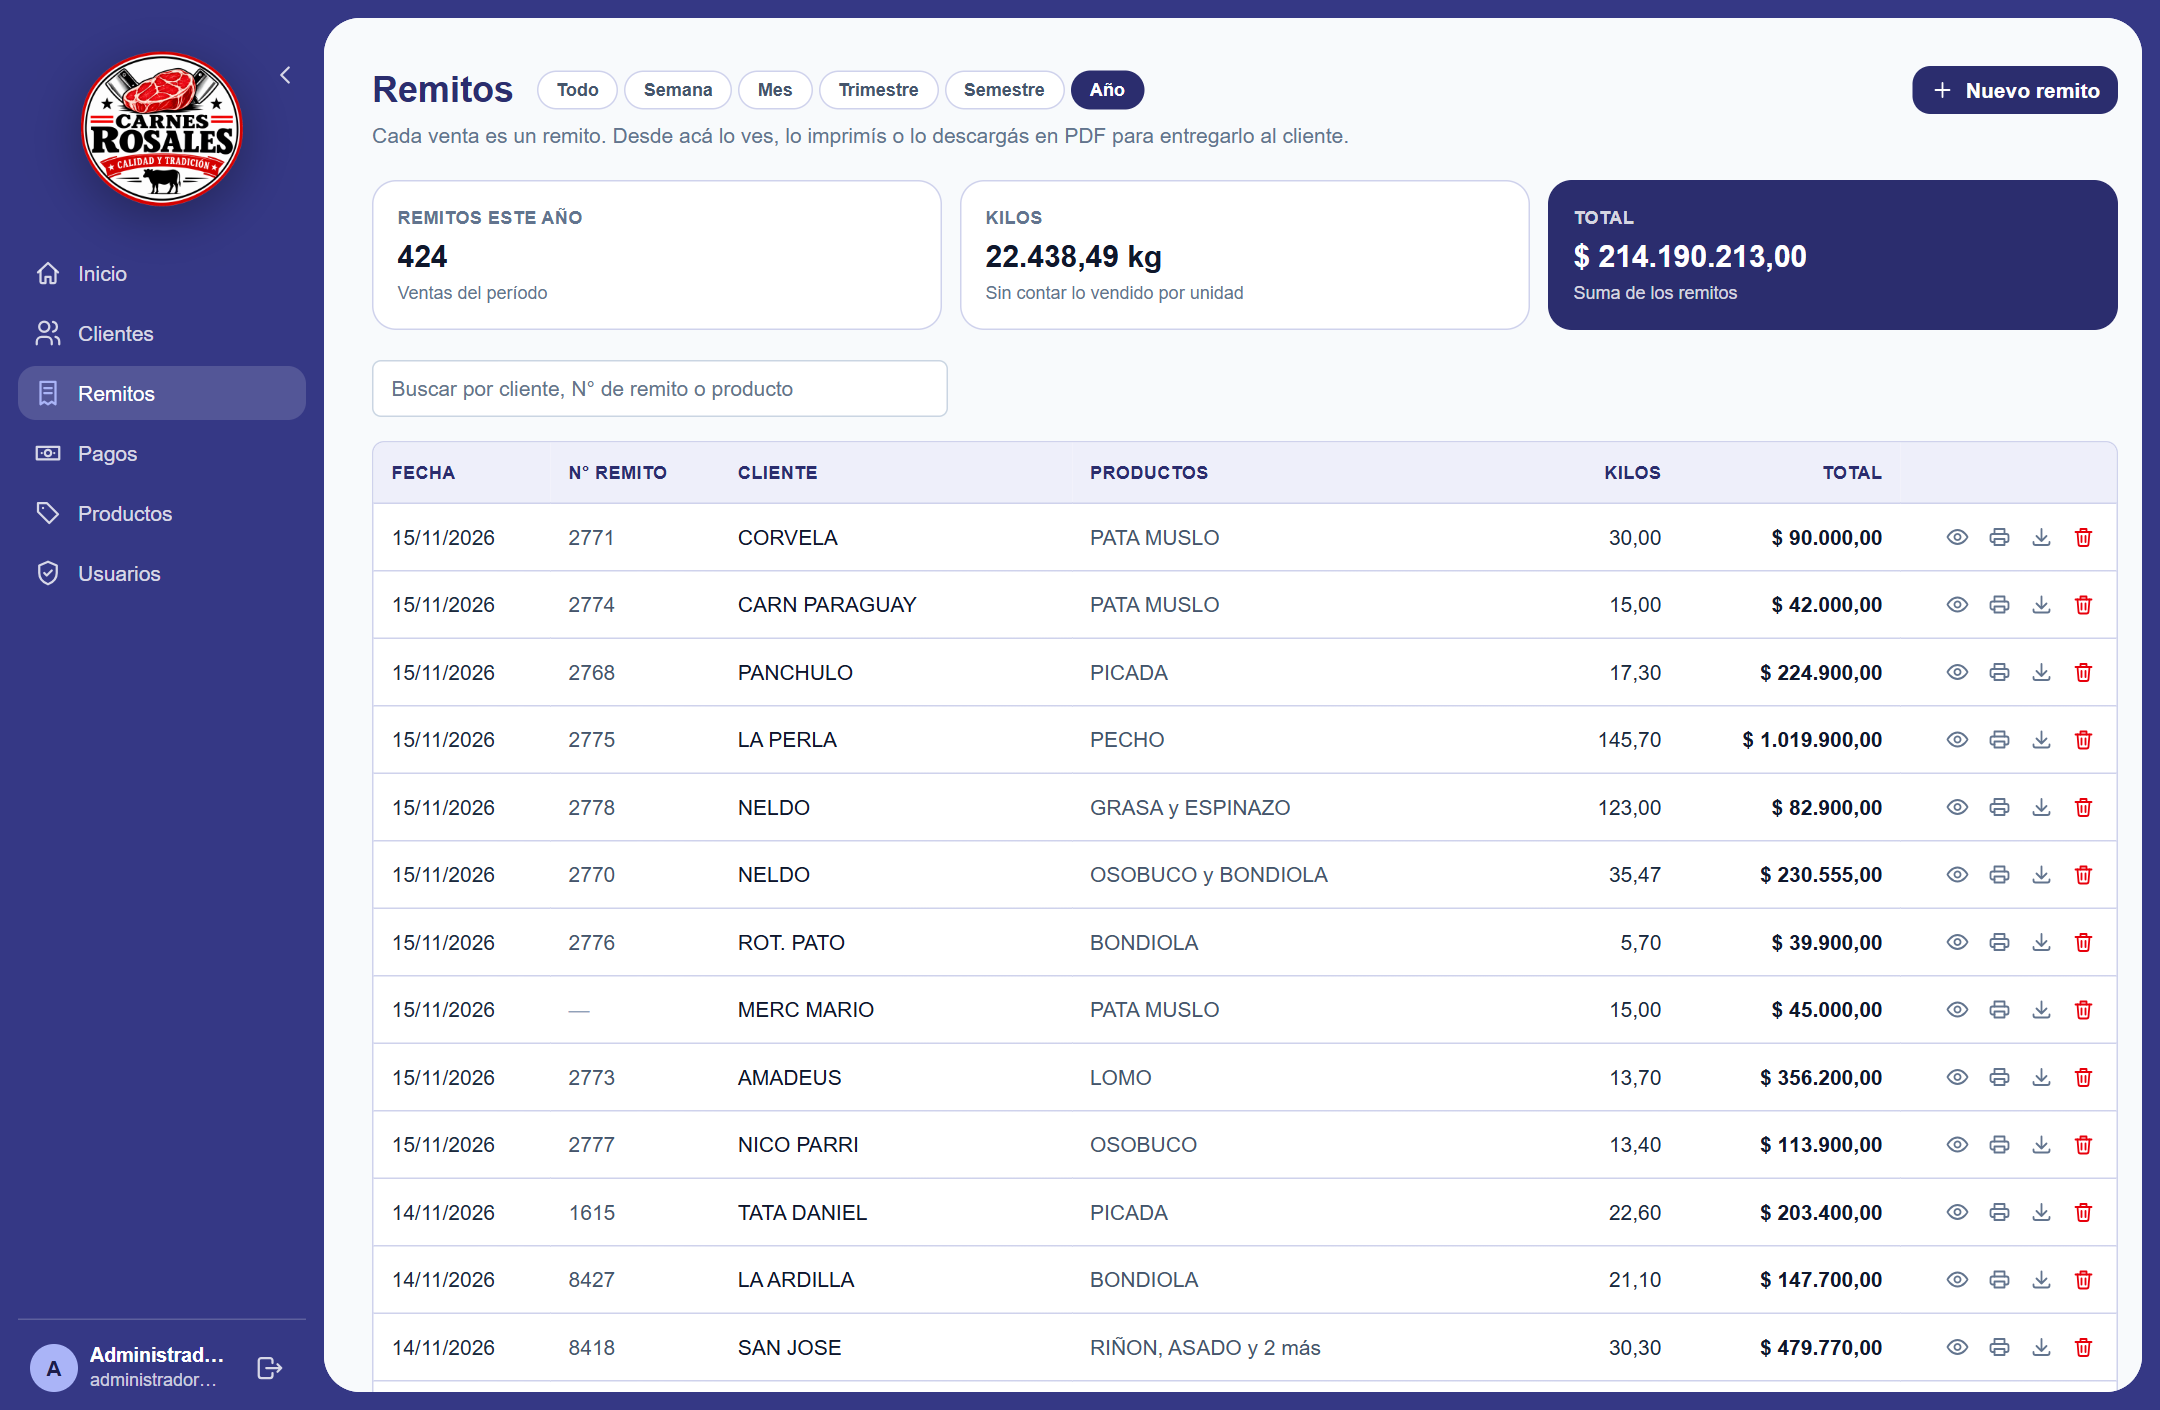 CARNES
ROSALES
CALIDAD Y TRADICIÓN
Inicio
Clientes
Remitos
Pagos
Productos
Usuarios
A
Administrad...
administrador...
Remitos
Todo
Semana
Mes
Trimestre
Semestre
Año
+ Nuevo remito
Cada venta es un remito. Desde acá lo ves, lo imprimís o lo descargás en PDF para entregarlo al cliente.
REMITOS ESTE AÑO
424
Ventas del período
KILOS
22.438,49 kg
Sin contar lo vendido por unidad
TOTAL
$ 214.190.213,00
Suma de los remitos
Buscar por cliente, N° de remito o producto
FECHA N° REMITO CLIENTE PRODUCTOS KILOS TOTAL
15/11/2026 2771 CORVELA PATA MUSLO 30,00 $ 90.000,00
15/11/2026 2774 CARN PARAGUAY PATA MUSLO 15,00 $ 42.000,00
15/11/2026 2768 PANCHULO PICADA 17,30 $ 224.900,00
15/11/2026 2775 LA PERLA PECHO 145,70 $ 1.019.900,00
15/11/2026 2778 NELDO GRASA y ESPINAZO 123,00 $ 82.900,00
15/11/2026 2770 NELDO OSOBUCO y BONDIOLA 35,47 $ 230.555,00
15/11/2026 2776 ROT. PATO BONDIOLA 5,70 $ 39.900,00
15/11/2026 — MERC MARIO PATA MUSLO 15,00 $ 45.000,00
15/11/2026 2773 AMADEUS LOMO 13,70 $ 356.200,00
15/11/2026 2777 NICO PARRI OSOBUCO 13,40 $ 113.900,00
14/11/2026 1615 TATA DANIEL PICADA 22,60 $ 203.400,00
14/11/2026 8427 LA ARDILLA BONDIOLA 21,10 $ 147.700,00
14/11/2026 8418 SAN JOSE RIÑON, ASADO y 2 más 30,30 $ 479.770,00